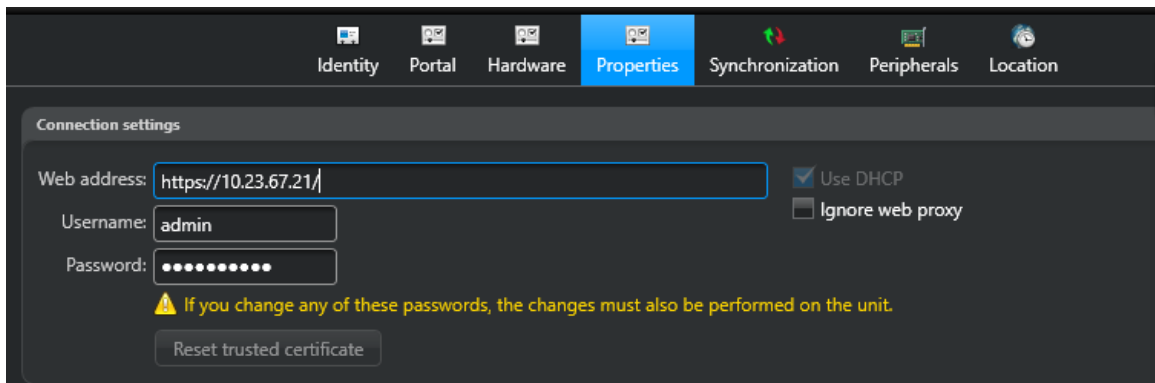 Identity Portal Hardware Properties Synchronization Peripherals Location
Connection settings
Web address: https://10.23.67.21/ Use DHCP
Ignore web proxy
Username: admin
Password: ●●●●●●●●●●
If you change any of these passwords, the changes must also be performed on the unit.
Reset trusted certificate